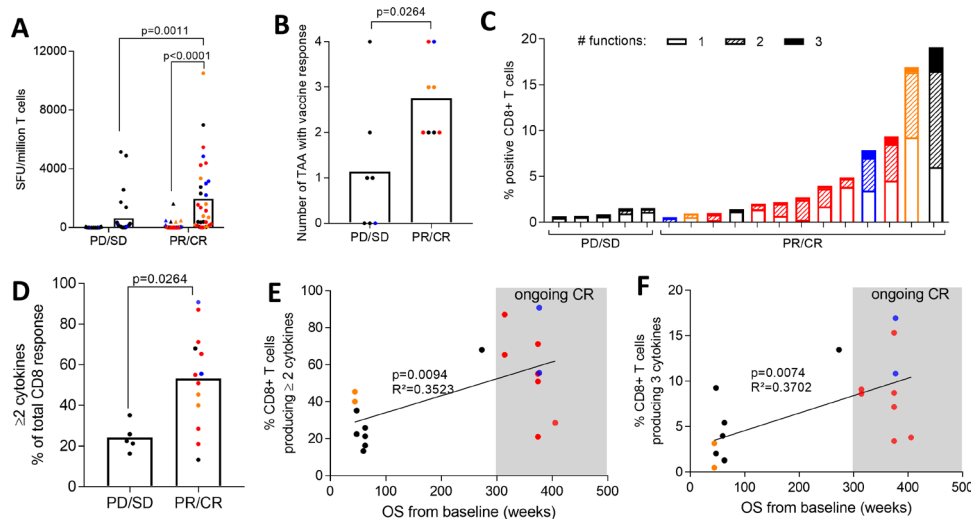 A
p=0.0011
p<0.0001
SFU/million T cells
12000
8000
4000
0
PD/SD
PR/CR
B
p=0.0264
Number of TAA with vaccine response
4
3
2
1
0
PD/SD
PR/CR
C
# functions:
1
2
3
% positive CD8+ T cells
20
15
10
5
0
PD/SD
PR/CR
D
p=0.0264
≥2 cytokines
% of total CD8 response
100
80
60
40
20
0
PD/SD
PR/CR
E
ongoing CR
p=0.0094
R²=0.3523
% CD8+ T cells
producing ≥ 2 cytokines
100
80
60
40
20
0
0 100 200 300 400 500
OS from baseline (weeks)
F
ongoing CR
p=0.0074
R²=0.3702
% CD8+ T cells
producing 3 cytokines
20
15
10
5
0
0 100 200 300 400 500
OS from baseline (weeks)